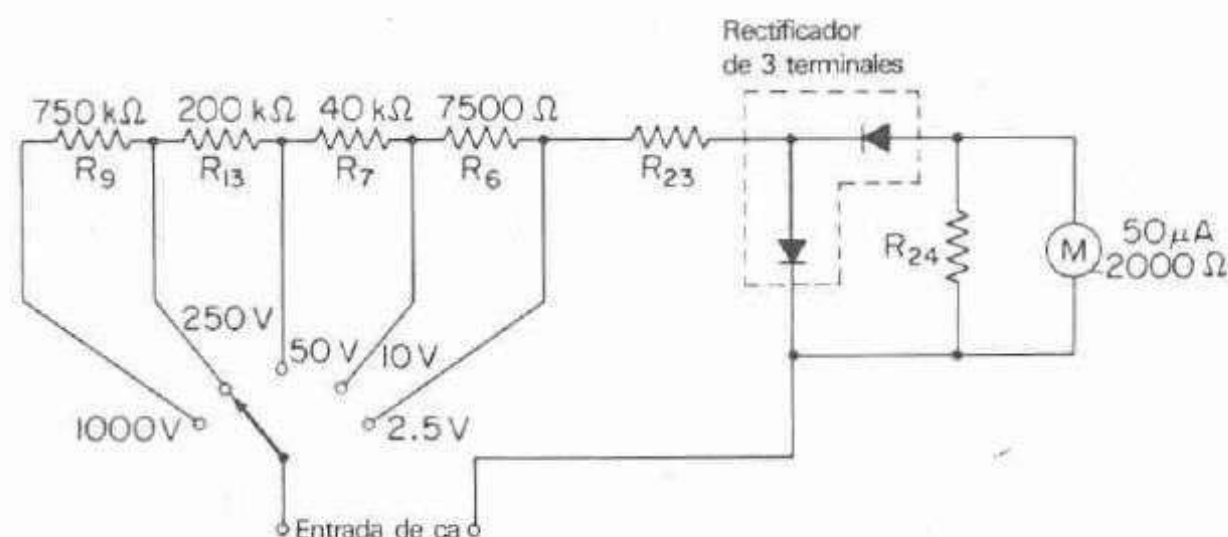 Rectificador
de 3 terminales
750 kΩ
200 kΩ
40 kΩ
7500 Ω
R9
R13
R7
R6
R23
R24
M
50 μA
2000 Ω
250 V
50 V
10 V
1000 V
2.5 V
Entrada de ca